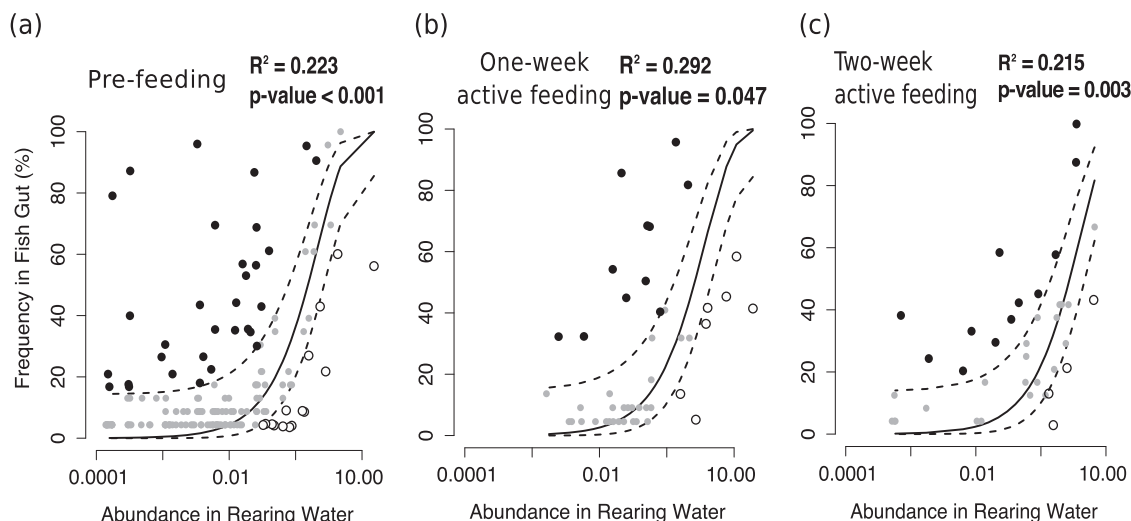 (a)
Pre-feeding
R² = 0.223
p-value < 0.001
Frequency in Fish Gut (%)
100
80
60
40
20
0
0.0001
0.01
10.00
Abundance in Rearing Water
(b)
One-week
active feeding
R² = 0.292
p-value = 0.047
100
80
60
40
20
0
0.0001
0.01
10.00
Abundance in Rearing Water
(c)
Two-week
active feeding
R² = 0.215
p-value = 0.003
100
80
60
40
20
0
0.0001
0.01
10.00
Abundance in Rearing Water